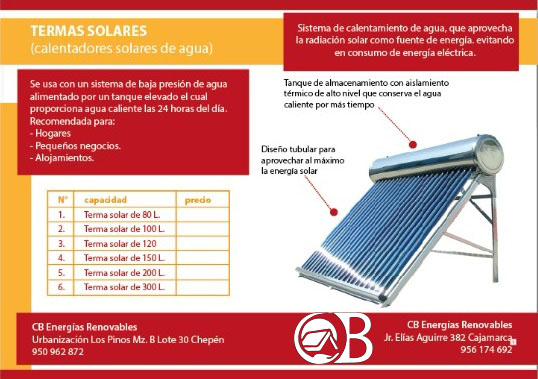 TERMAS SOLARES
(calentadores solares de agua)
Sistema de calentamiento de agua, que aprovecha
la radiación solar como fuente de energía. evitando
en consumo de energía eléctrica.
Se usa con un sistema de baja presión de agua
alimentado por un tanque elevado el cual
proporciona agua caliente las 24 horas del día.
Recomendada para:
- Hogares
- Pequeños negocios.
- Alojamientos.
Tanque de almacenamiento con aislamiento
térmico de alto nivel que conserva el agua
caliente por más tiempo
Diseño tubular para
aprovechar al máximo
la energía solar
N° capacidad precio
1. Terma solar de 80 L.
2. Terma solar de 100 L.
3. Terma solar de 120
4. Terma solar de 150 L.
5. Terma solar de 200 L.
6. Terma solar de 300 L.
CB Energías Renovables
Urbanización Los Pinos Mz. B Lote 30 Chepén
950 962 872
CB
CB Energías Renovables
Jr. Elías Aguirre 382 Cajamarca
956 174 692